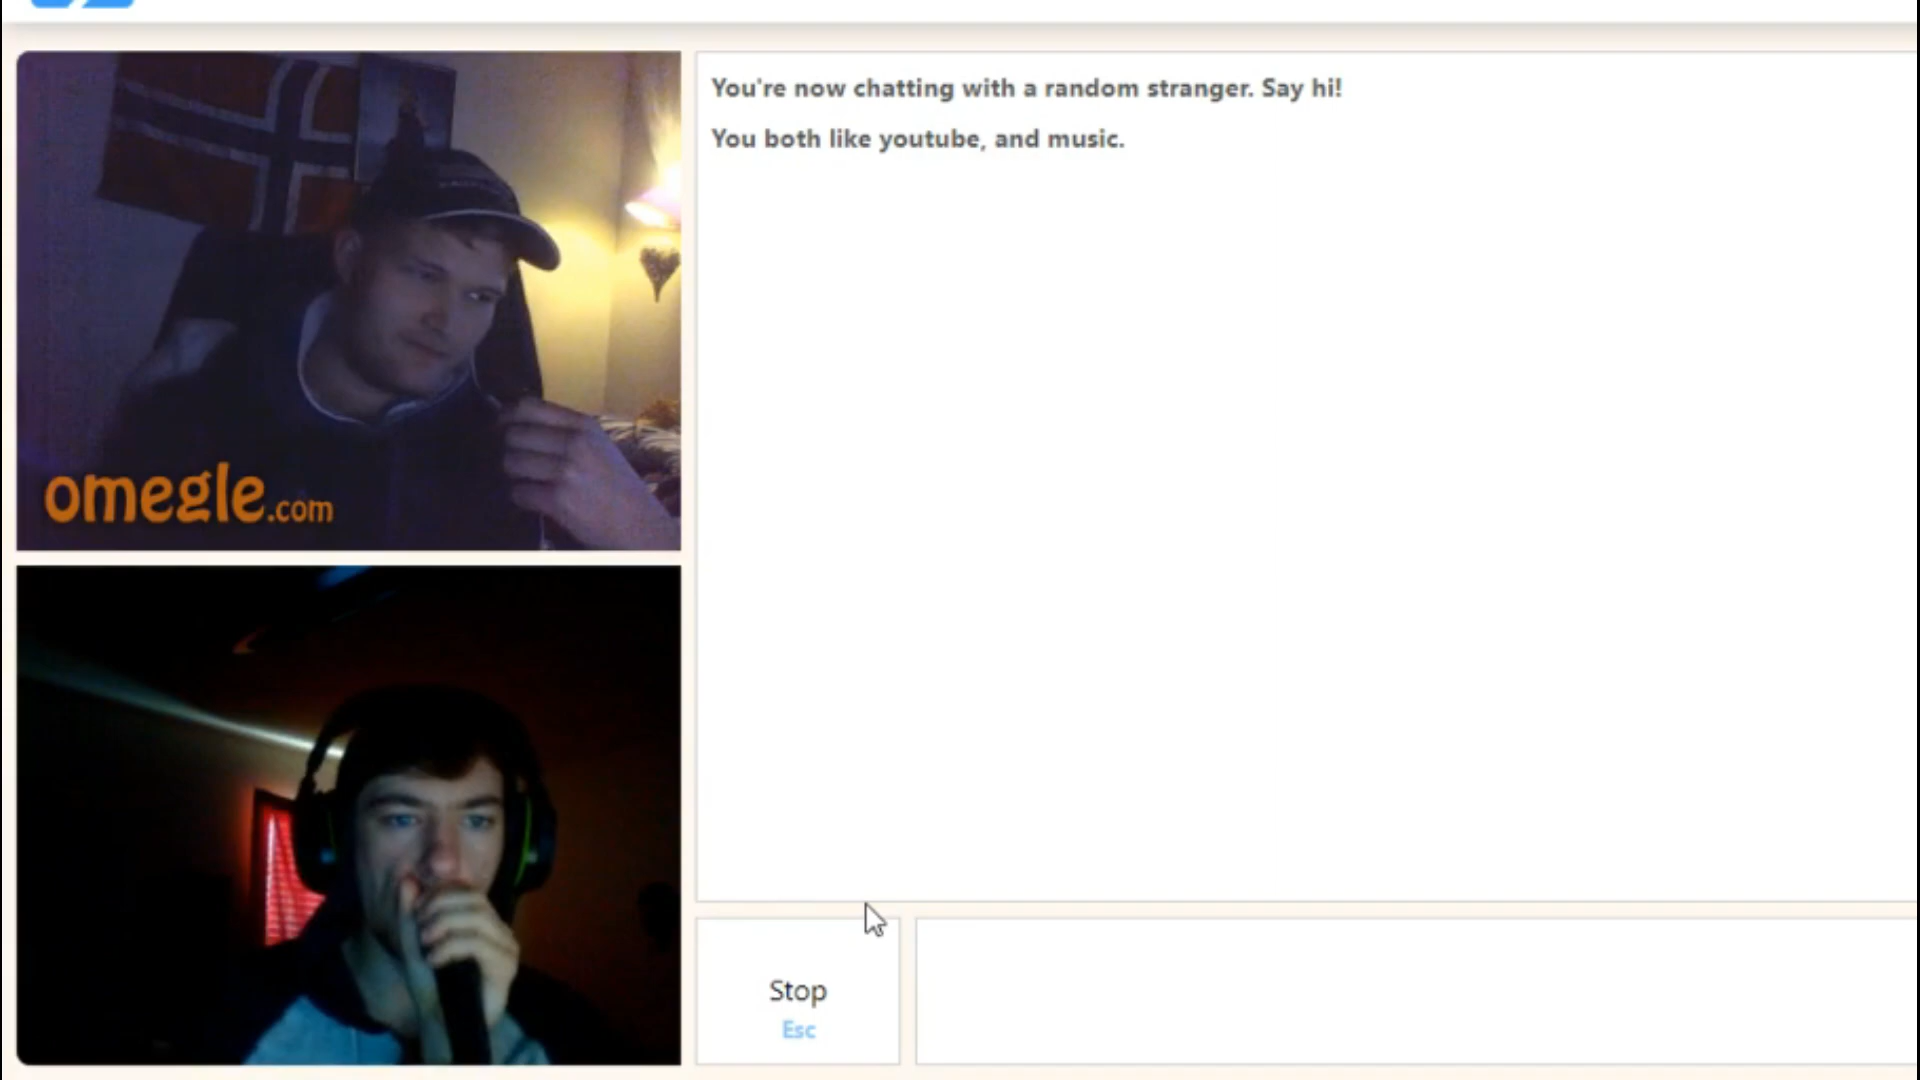 You're now chatting with a random stranger. Say hi!
You both like youtube, and music.
omegle.com
Stop
Esc